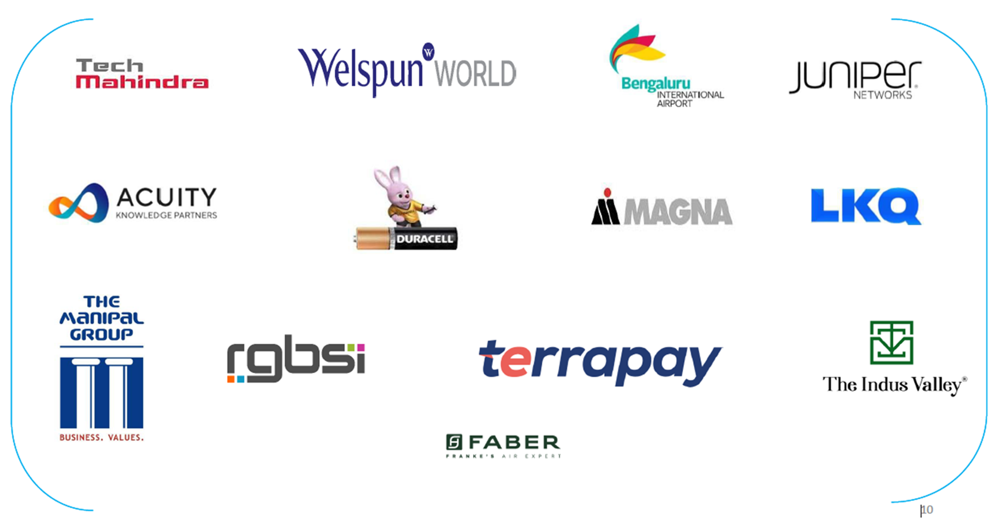 Tech
Mahindra
Welspun W WORLD
Bengaluru
INTERNATIONAL
AIRPORT
JUNIPer®
NETWORKS
ACUITY
KNOWLEDGE PARTNERS
DURACELL
MAGNA
LKQ
THE
MANIPAL
GROUP
BUSINESS. VALUES.
rgbsi
terrapay
The Indus Valley®
FABER
FRANKE'S AIR EXPERT
10